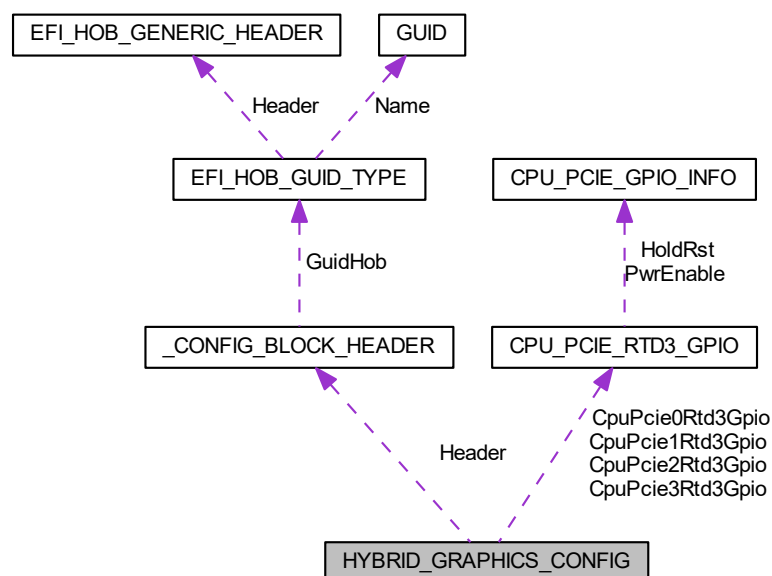 EFI_HOB_GENERIC_HEADER
GUID
Header
Name
EFI_HOB_GUID_TYPE
CPU_PCIE_GPIO_INFO
GuidHob
HoldRst
PwrEnable
_CONFIG_BLOCK_HEADER
CPU_PCIE_RTD3_GPIO
Header
CpuPcie0Rtd3Gpio
CpuPcie1Rtd3Gpio
CpuPcie2Rtd3Gpio
CpuPcie3Rtd3Gpio
HYBRID_GRAPHICS_CONFIG